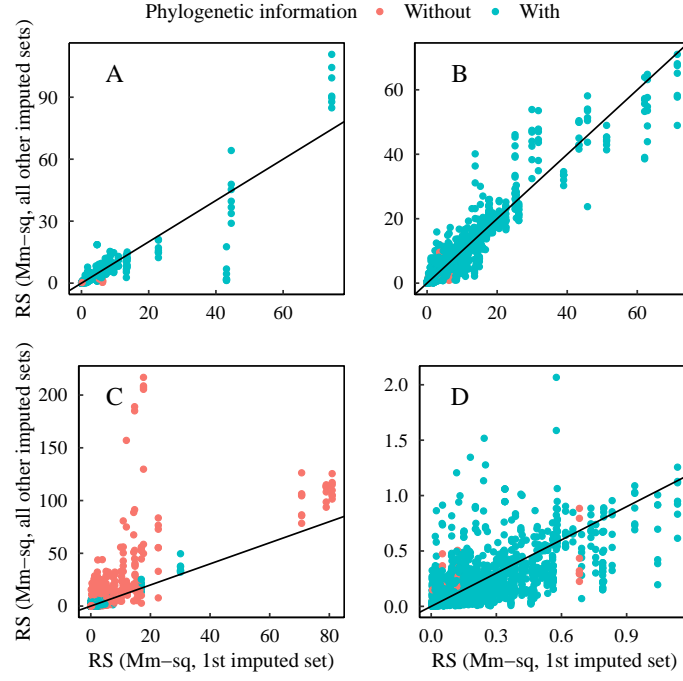 Phylogenetic information Without With
RS (Mm−sq, all other imputed sets)
A
90
60
30
0
0 20 40 60
B
60
40
20
0
0 20 40 60
RS (Mm−sq, all other imputed sets)
C
200
150
100
50
0
0 20 40 60 80
RS (Mm−sq, 1st imputed set)
D
2.0
1.5
1.0
0.5
0.0
0.0 0.3 0.6 0.9
RS (Mm−sq, 1st imputed set)